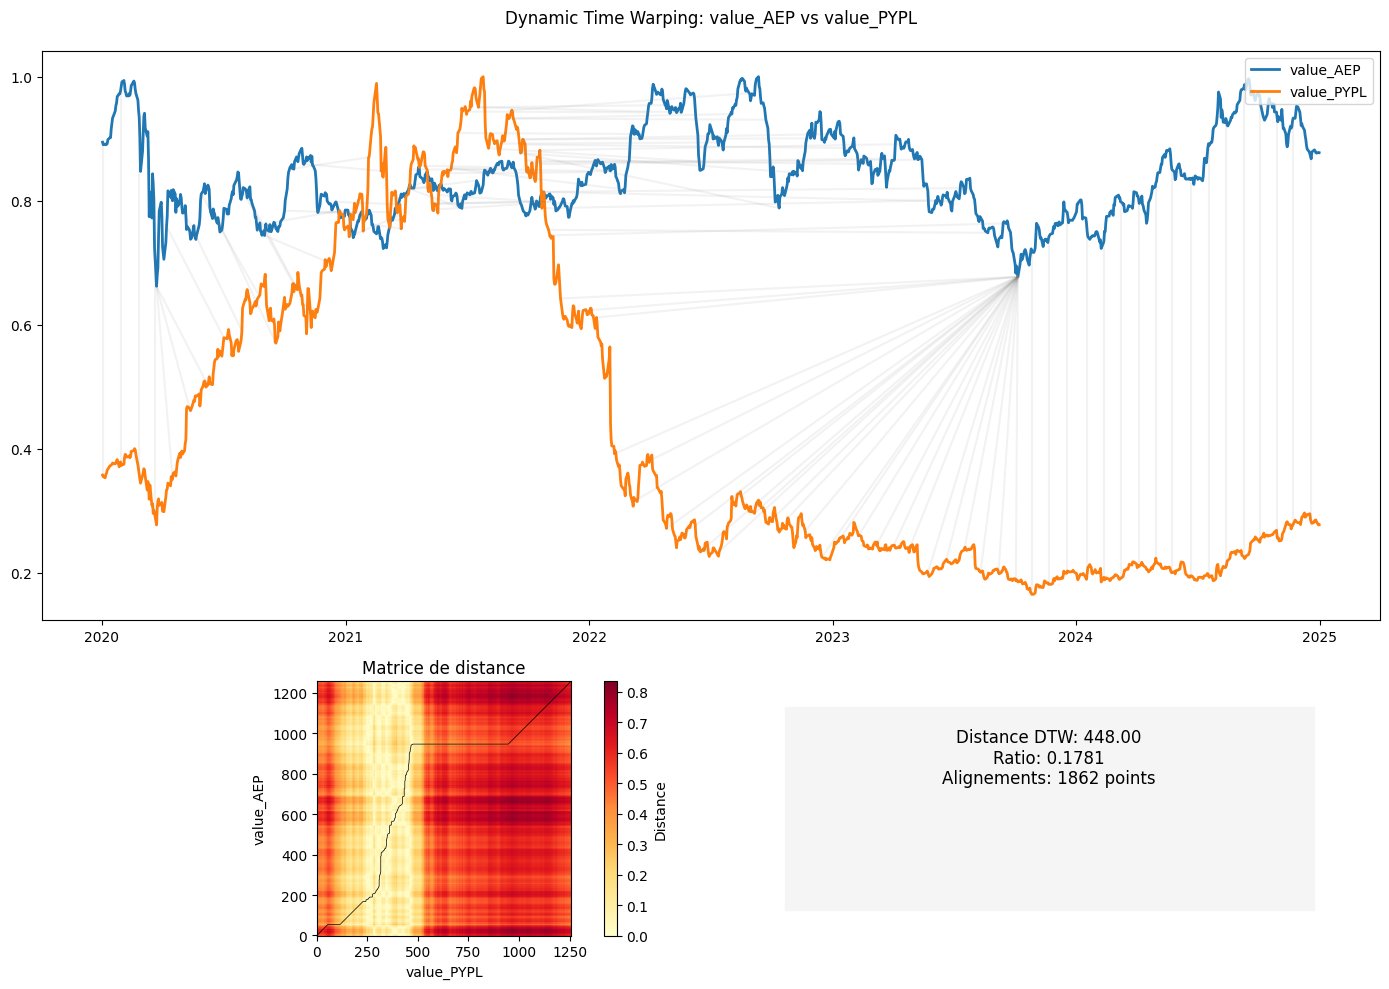 Dynamic Time Warping: value_AEP vs value_PYPL
value_AEP
value_PYPL
1.0
0.8
0.6
0.4
0.2
2020 2021 2022 2023 2024 2025
Matrice de distance
value_AEP
1200
1000
800
600
400
200
0
0 250 500 750 1000 1250
value_PYPL
0.8
0.7
0.6
0.5
0.4
0.3
0.2
0.1
0.0
Distance
Distance DTW: 448.00
Ratio: 0.1781
Alignements: 1862 points